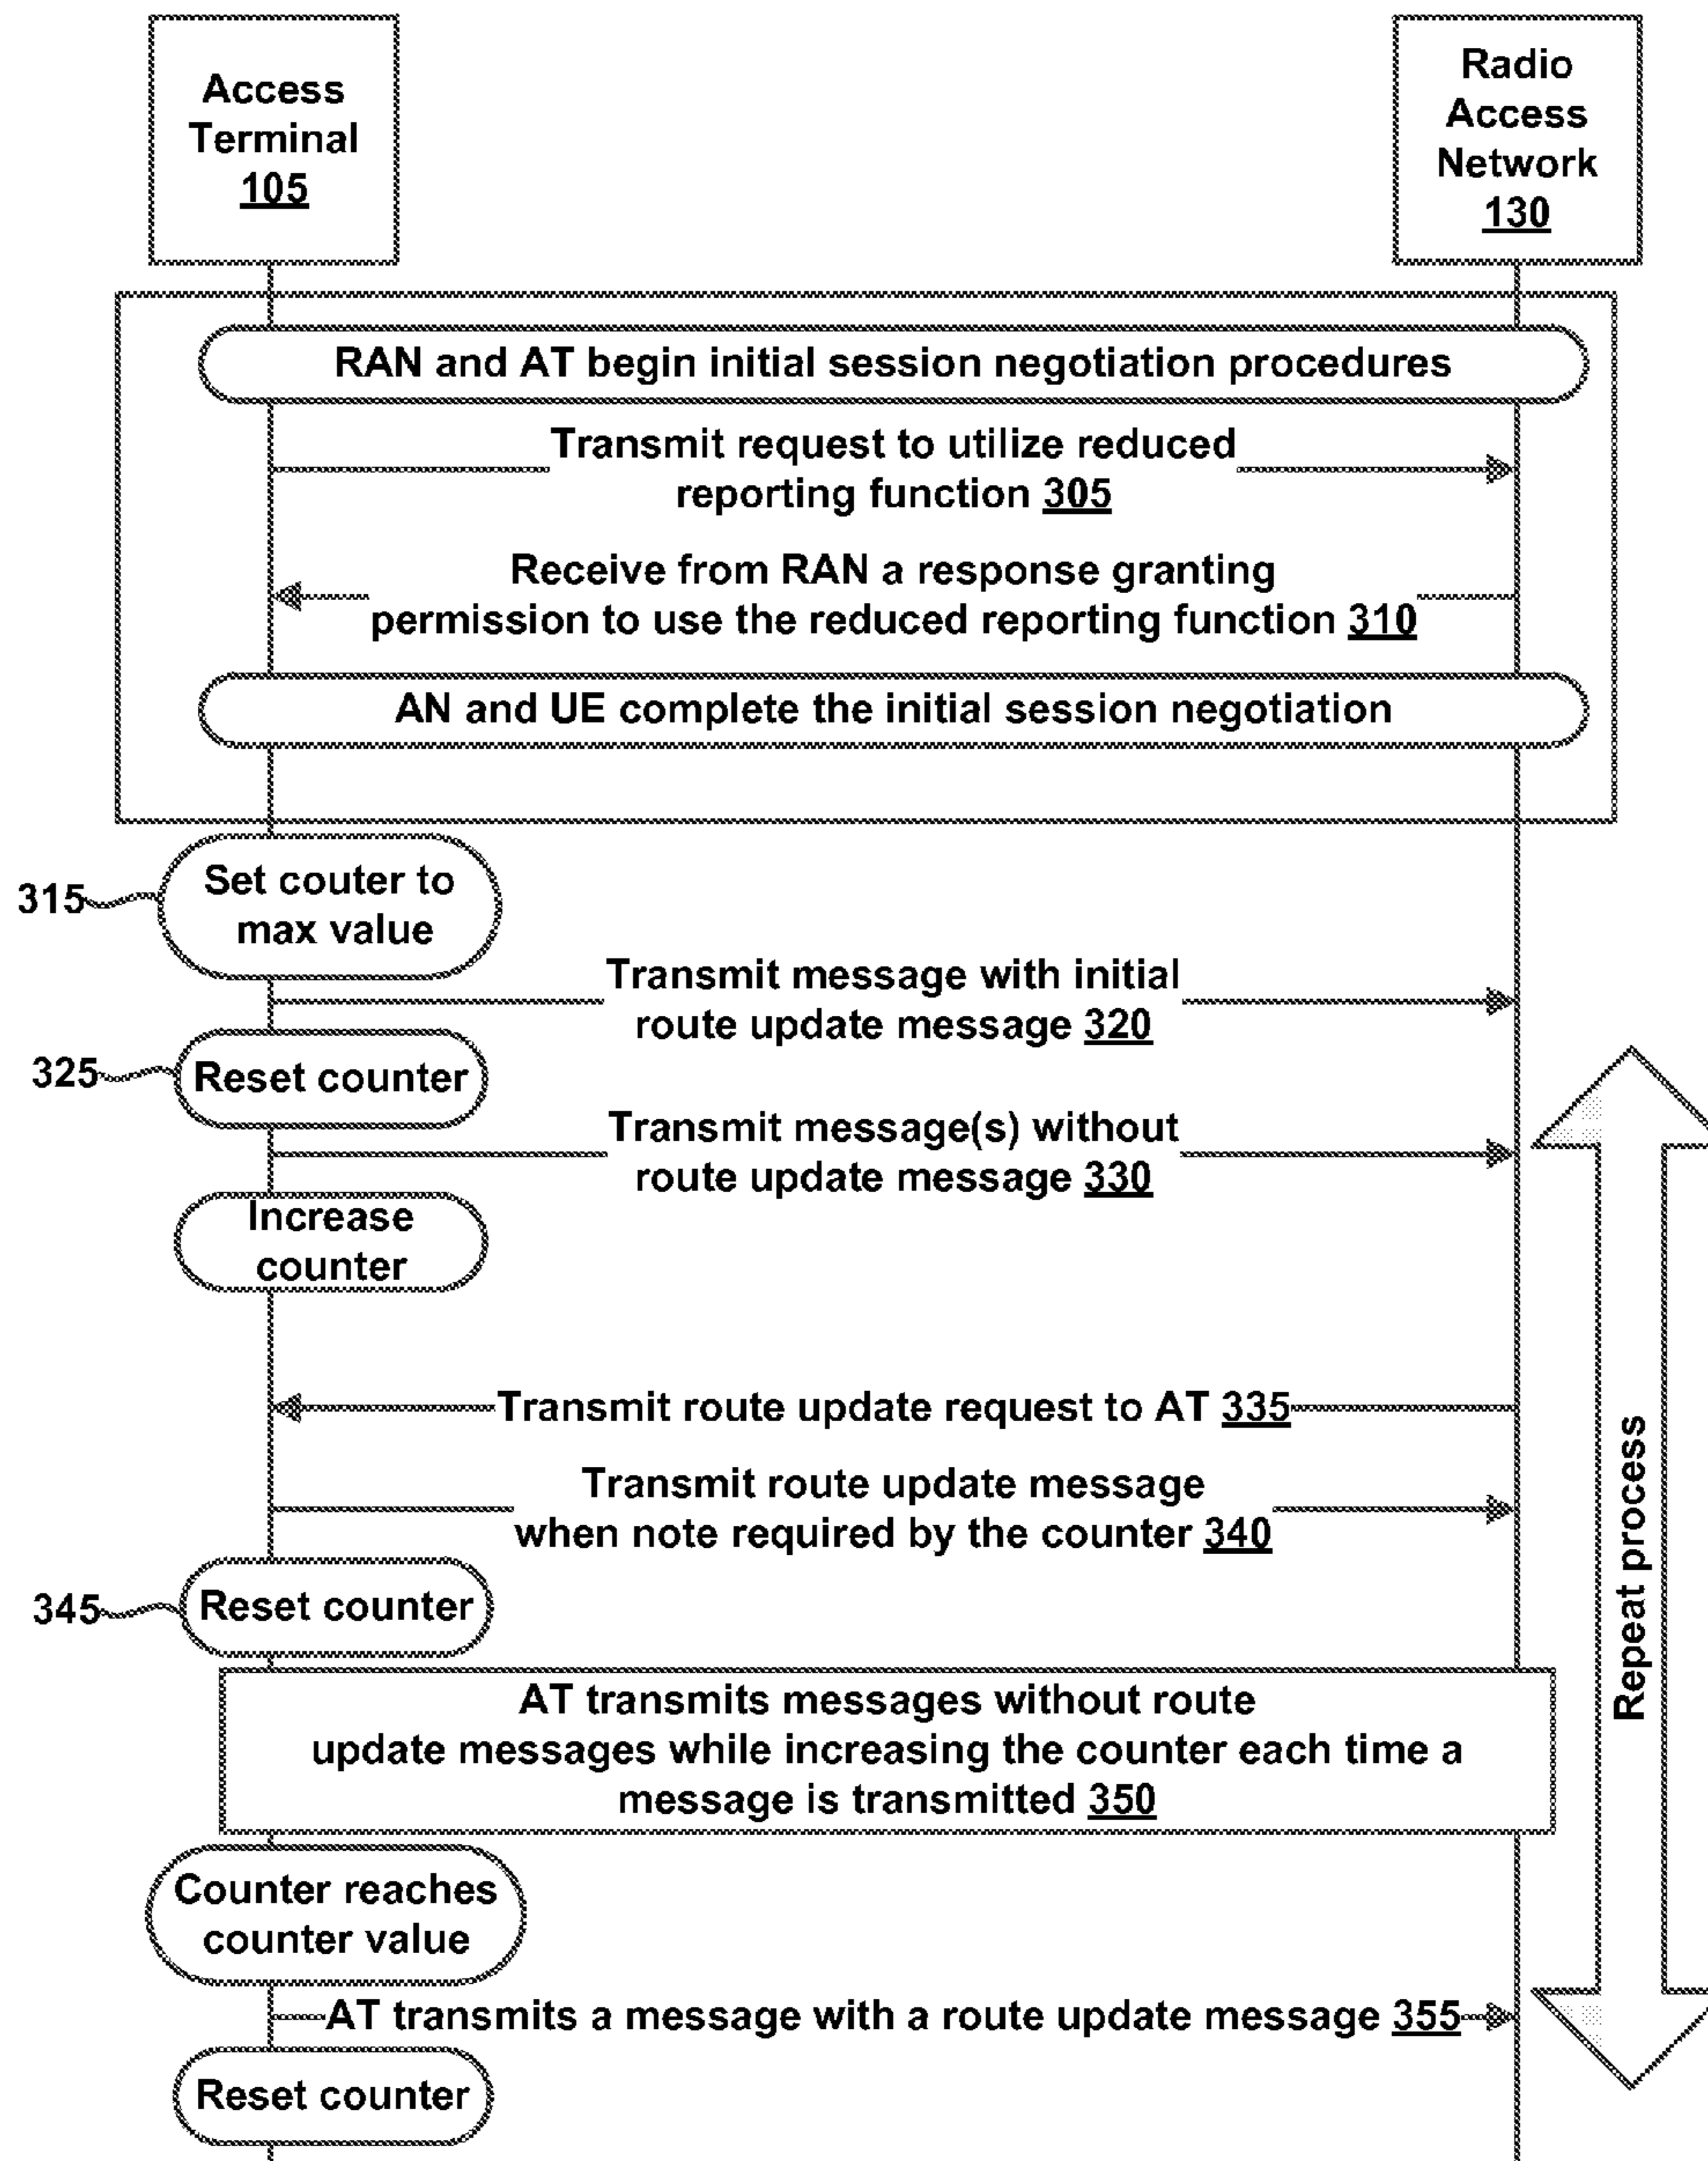 Access
Terminal
105
Radio
Access
Network
130
RAN and AT begin initial session negotiation procedures
Transmit request to utilize reduced
reporting function 305
Receive from RAN a response granting
permission to use the reduced reporting function 310
AN and UE complete the initial session negotiation
315
Set couter to
max value
Transmit message with initial
route update message 320
325
Reset counter
Transmit message(s) without
route update message 330
Increase
counter
Transmit route update request to AT 335
Transmit route update message
when note required by the counter 340
345
Reset counter
Repeat process
AT transmits messages without route
update messages while increasing the counter each time a
message is transmitted 350
Counter reaches
counter value
AT transmits a message with a route update message 355
Reset counter